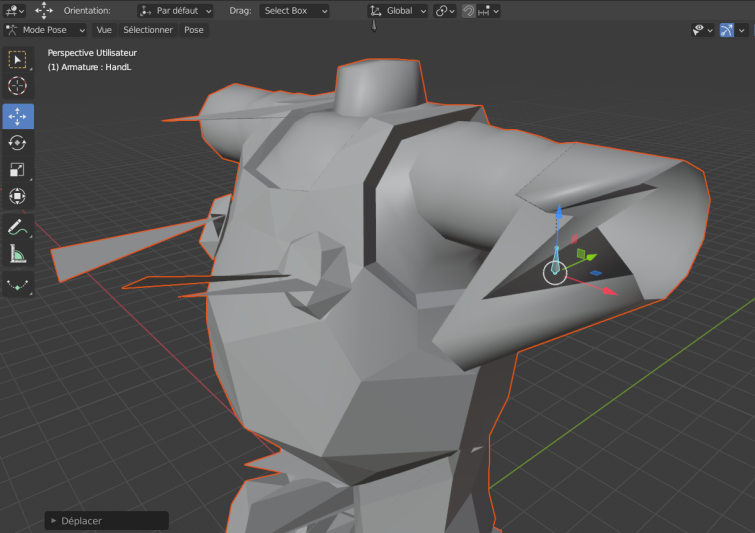 Orientation: Par défaut Drag: Select Box Global
Mode Pose Vue Sélectionner Pose
Perspective Utilisateur
(1) Armature : HandL
Déplacer